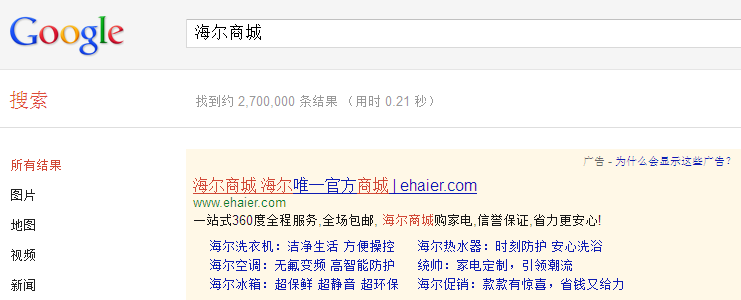 Google
海尔商城
搜索
找到约 2,700,000 条结果 （用时 0.21 秒）
所有结果
图片
地图
视频
新闻
广告 - 为什么会显示这些广告？
海尔商城 海尔唯一官方商城 | ehaier.com
www.ehaier.com
一站式360度全程服务,全场包邮, 海尔商城购家电,信誉保证,省力更安心!
海尔洗衣机：洁净生活 方便操控
海尔热水器：时刻防护 安心洗浴
海尔空调：无氟变频 高智能防护
统帅：家电定制，引领潮流
海尔冰箱：超保鲜 超静音 超环保
海尔促销：款款有惊喜，省钱又给力